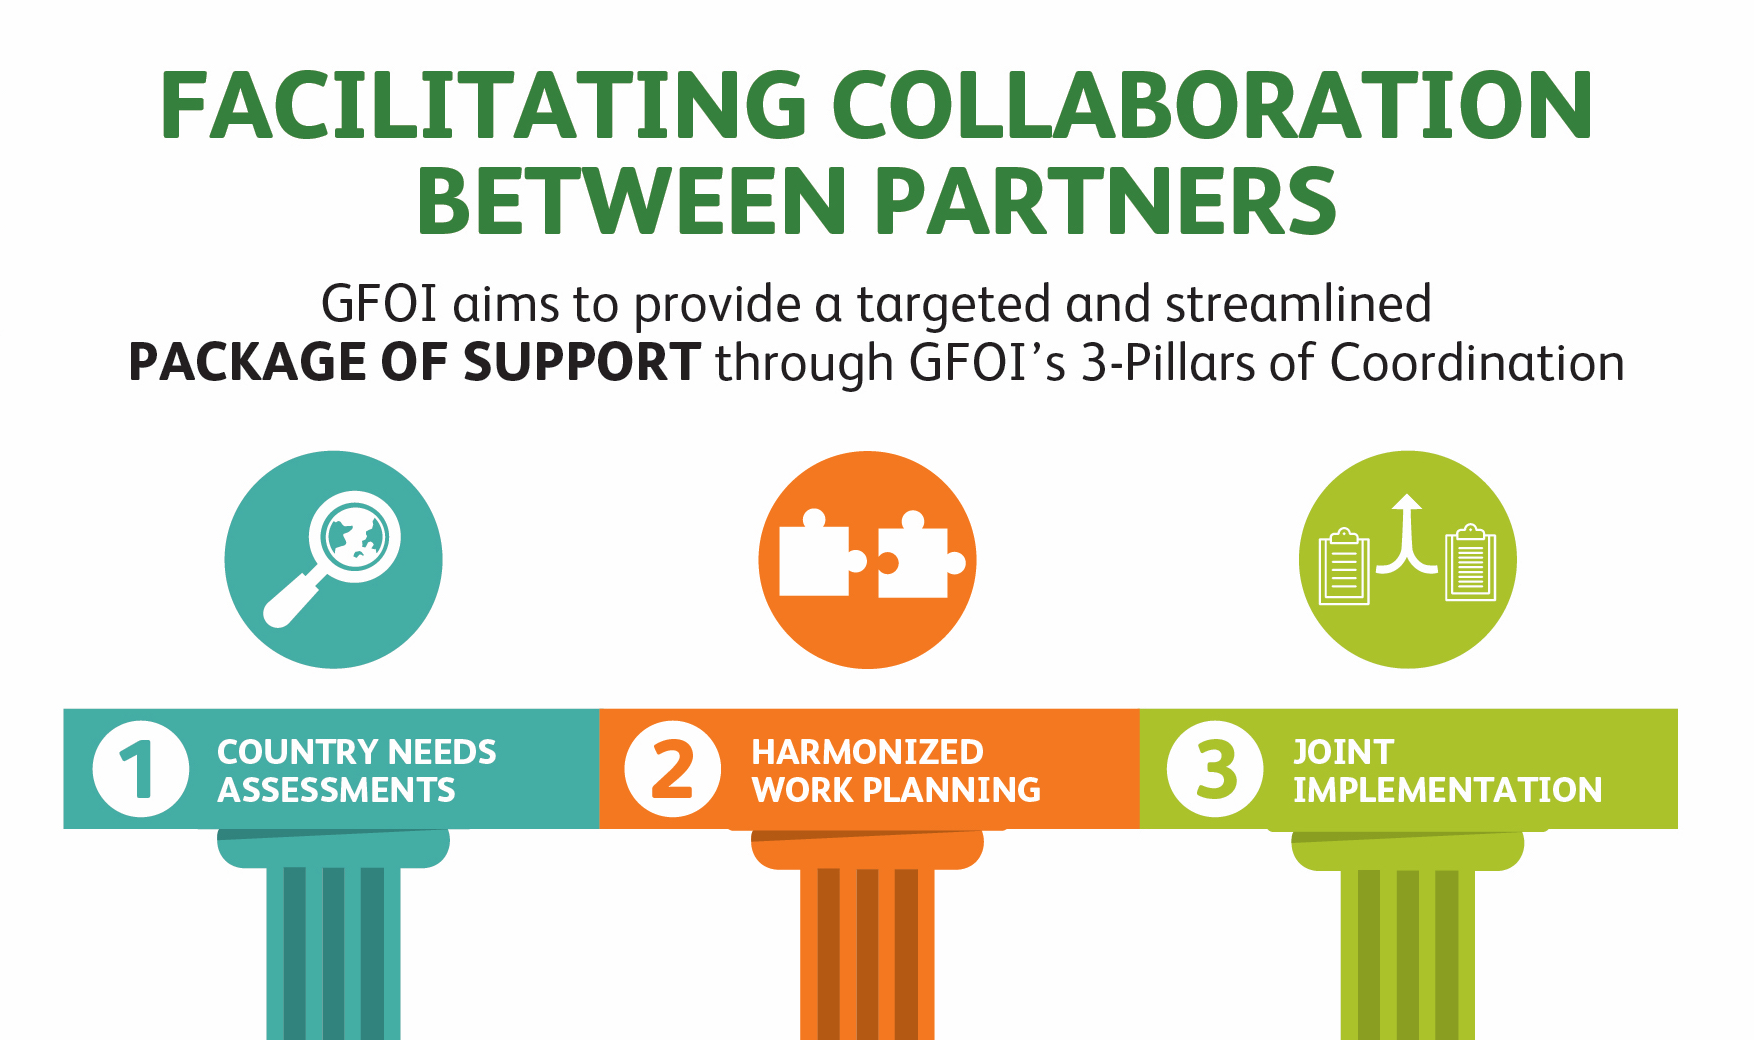 FACILITATING COLLABORATION
BETWEEN PARTNERS
GFOI aims to provide a targeted and streamlined
PACKAGE OF SUPPORT through GFOI's 3-Pillars of Coordination
1
COUNTRY NEEDS
ASSESSMENTS
2
HARMONIZED
WORK PLANNING
3
JOINT
IMPLEMENTATION